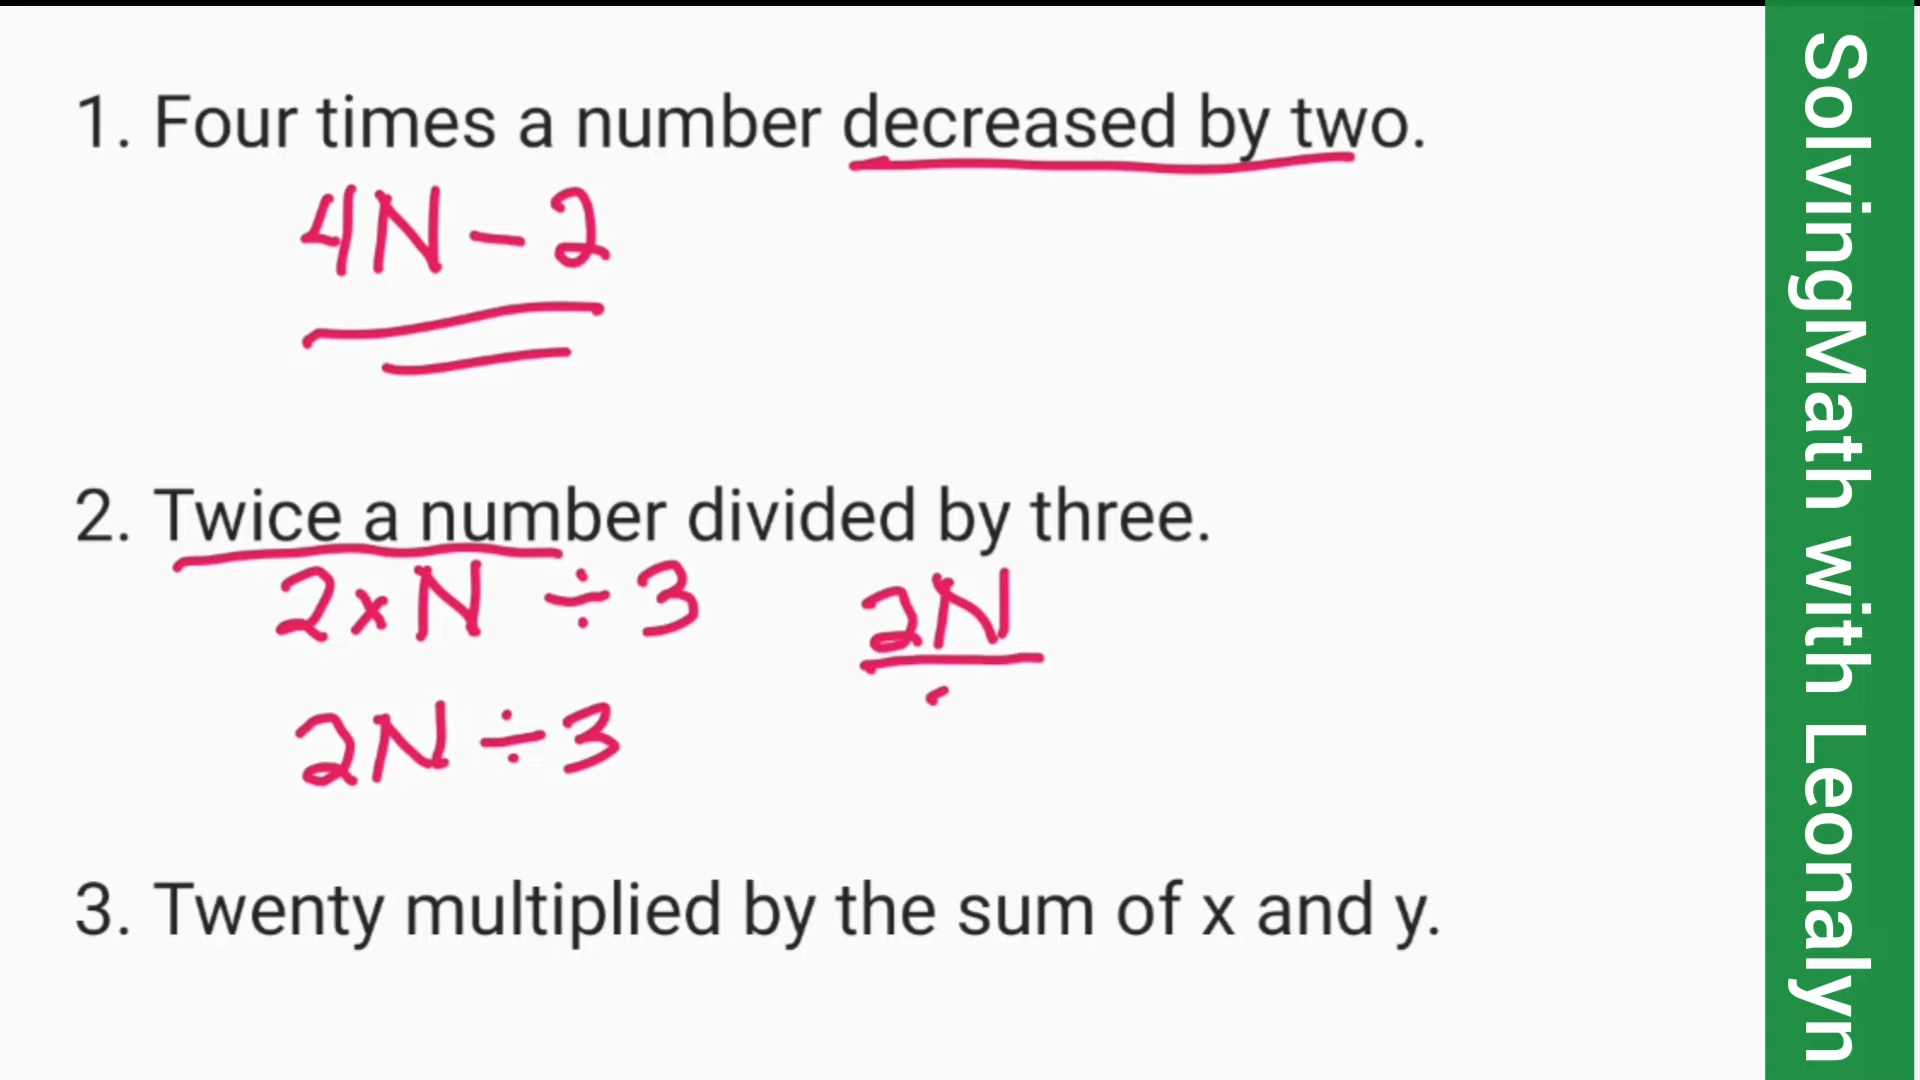 1. Four times a number decreased by two.
4N - 2
2. Twice a number divided by three.
2 × N ÷ 3
2N
2N ÷ 3
3. Twenty multiplied by the sum of x and y.
SolvingMath with Leonalyn